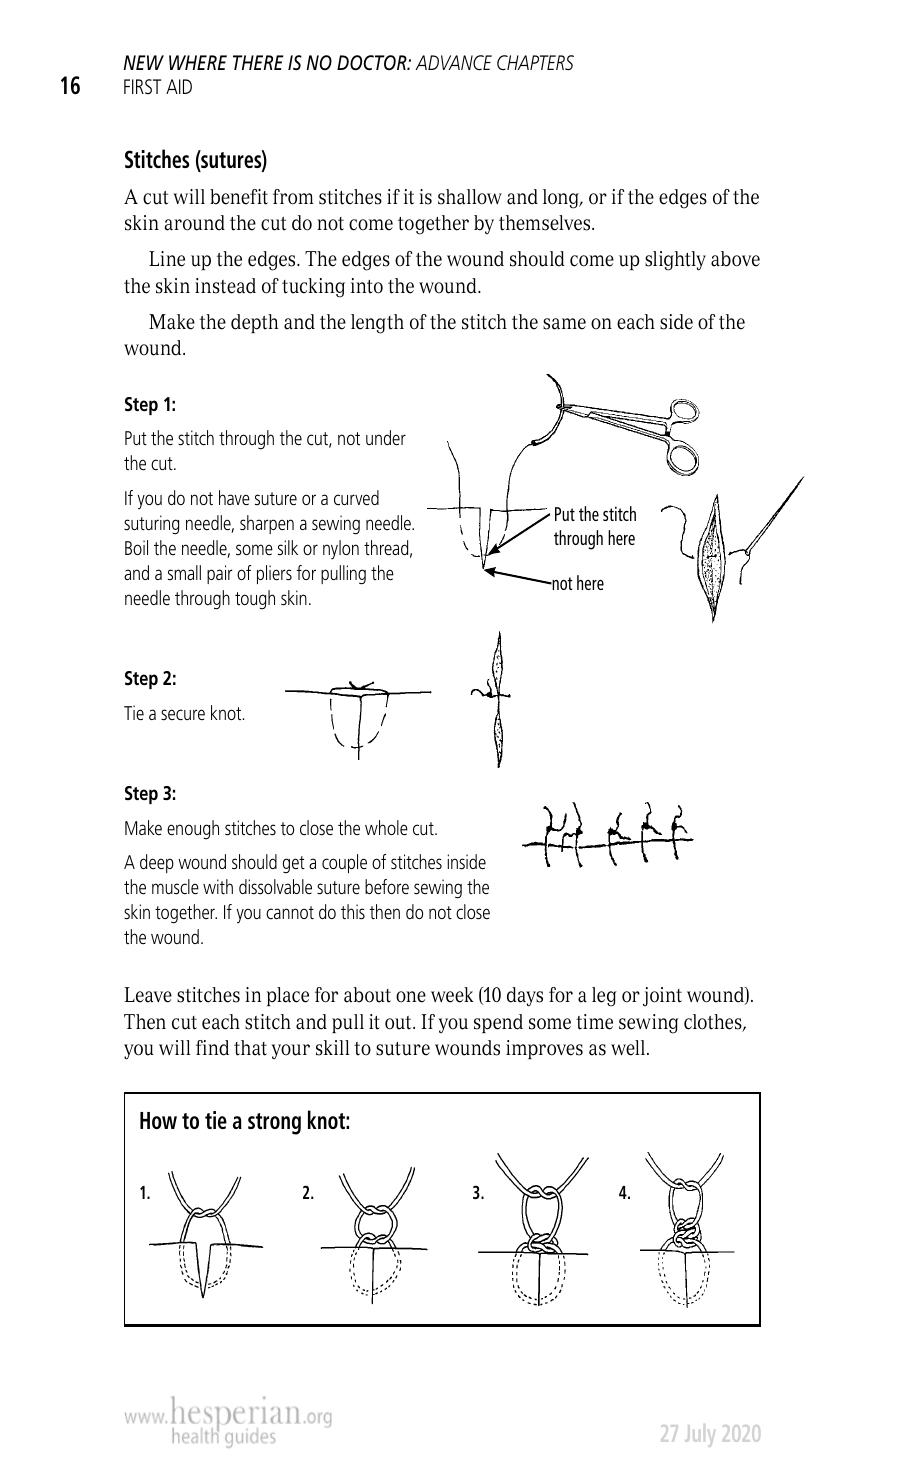 NEW WHERE THERE IS NO DOCTOR: ADVANCE CHAPTERS
16 FIRST AID
Stitches (sutures)
A cut will benefit from stitches if it is shallow and long, or if the edges of the
skin around the cut do not come together by themselves.
Line up the edges. The edges of the wound should come up slightly above
the skin instead of tucking into the wound.
Make the depth and the length of the stitch the same on each side of the
wound.
Step 1:
Put the stitch through the cut, not under
the cut.
If you do not have suture or a curved
suturing needle, sharpen a sewing needle.
Boil the needle, some silk or nylon thread,
and a small pair of pliers for pulling the
needle through tough skin.
Put the stitch
through here
not here
Step 2:
Tie a secure knot.
Step 3:
Make enough stitches to close the whole cut.
A deep wound should get a couple of stitches inside
the muscle with dissolvable suture before sewing the
skin together. If you cannot do this then do not close
the wound.
Leave stitches in place for about one week (10 days for a leg or joint wound).
Then cut each stitch and pull it out. If you spend some time sewing clothes,
you will find that your skill to suture wounds improves as well.
How to tie a strong knot:
1. 2. 3. 4.
www.hesperian.org
health guides
27 July 2020